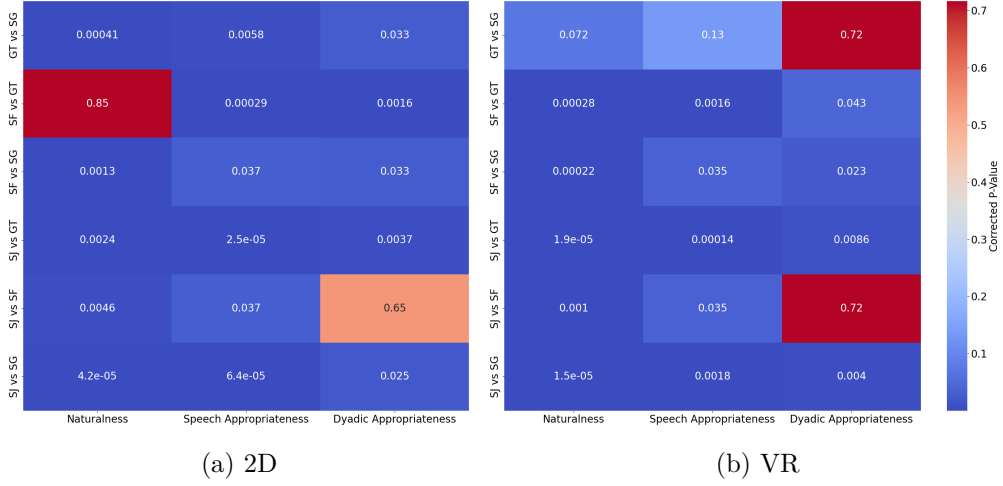 GT vs SG 0.00041 0.0058 0.033
SF vs GT 0.85 0.00029 0.0016
SF vs SG 0.0013 0.037 0.033
SJ vs GT 0.0024 2.5e-05 0.0037
SJ vs SF 0.0046 0.037 0.65
SJ vs SG 4.2e-05 6.4e-05 0.025
Naturalness Speech Appropriateness Dyadic Appropriateness
(a) 2D
GT vs SG 0.072 0.13 0.72
SF vs GT 0.00028 0.0016 0.043
SF vs SG 0.00022 0.035 0.023
SJ vs GT 1.9e-05 0.00014 0.0086
SJ vs SF 0.001 0.035 0.72
SJ vs SG 1.5e-05 0.0018 0.004
Naturalness Speech Appropriateness Dyadic Appropriateness
(b) VR
0.7
0.6
0.5
0.4
0.3
0.2
0.1
Corrected P-Value